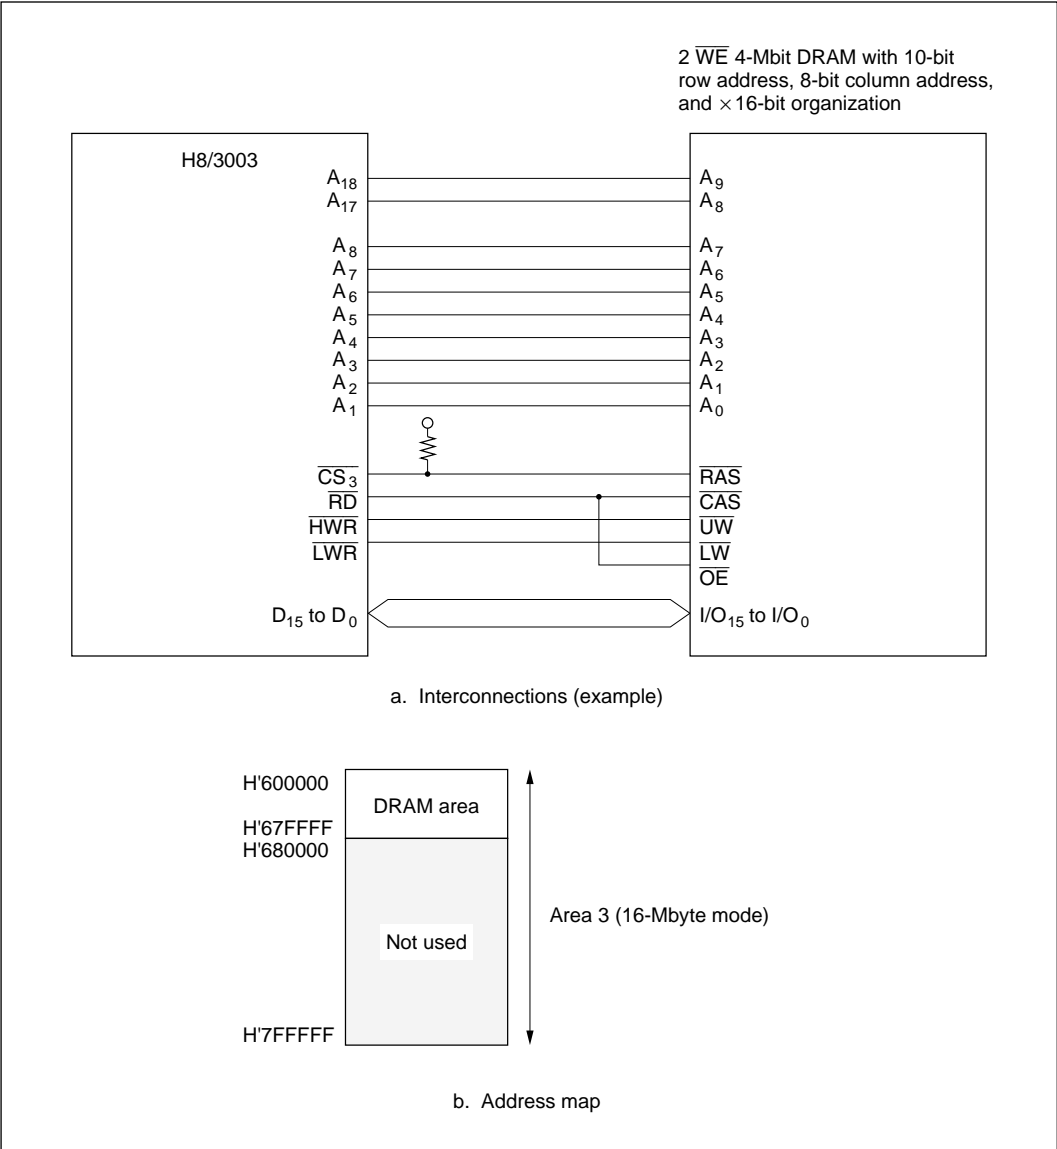 2 WE 4-Mbit DRAM with 10-bit
row address, 8-bit column address,
and ×16-bit organization
H8/3003
A18 A9
A17 A8
A8 A7
A7 A6
A6 A5
A5 A4
A4 A3
A3 A2
A2 A1
A1 A0
CS3 RAS
RD CAS
HWR UW
LWR LW
OE
D15 to D0 I/O15 to I/O0
a. Interconnections (example)
H'600000
DRAM area
H'67FFFF
H'680000
Area 3 (16-Mbyte mode)
Not used
H'7FFFFF
b. Address map